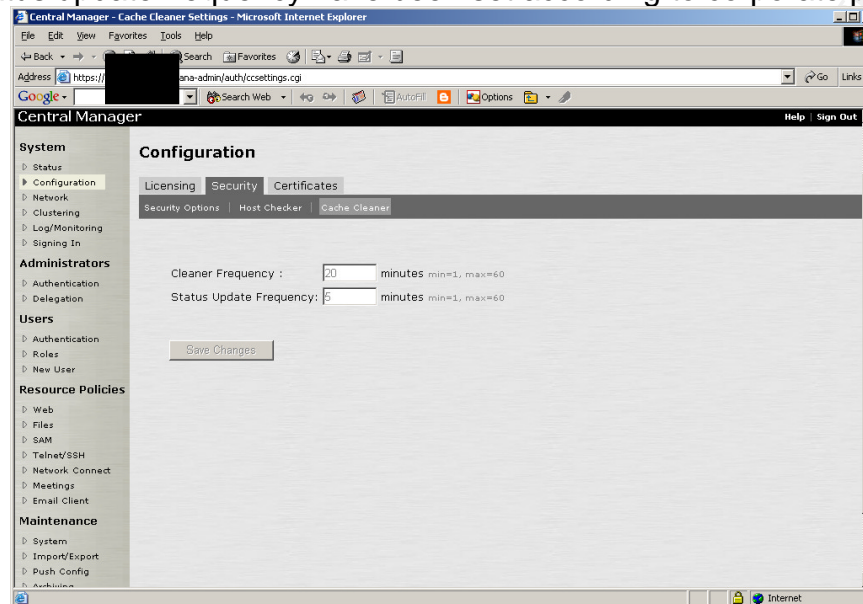 Central Manager - Cache Cleaner Settings - Microsoft Internet Explorer
File Edit View Favorites Tools Help
Back Search Favorites
Address https:// ana-admin/auth/ccsettings.cgi Go Links
Google Search Web AutoFill Options
Central Manager Help | Sign Out
System
Status
Configuration
Network
Clustering
Log/Monitoring
Signing In
Administrators
Authentication
Delegation
Users
Authentication
Roles
New User
Resource Policies
Web
Files
SAM
Telnet/SSH
Network Connect
Meetings
Email Client
Maintenance
System
Import/Export
Push Config
Archiving
Configuration
Licensing Security Certificates
Security Options | Host Checker | Cache Cleaner
Cleaner Frequency : 20 minutes min=1, max=60
Status Update Frequency: 5 minutes min=1, max=60
Save Changes
Internet